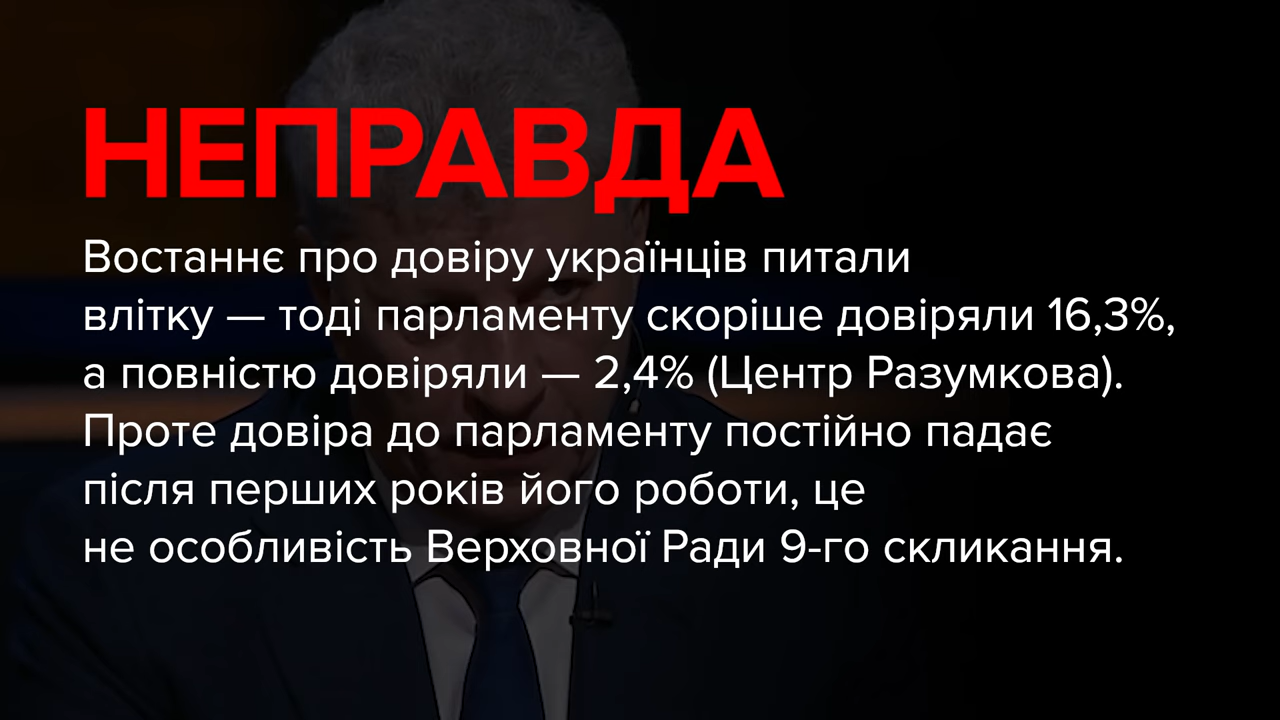 НЕПРАВДА
Востаннє про довіру українців питали
влітку — тоді парламенту скоріше довіряли 16,3%,
а повністю довіряли — 2,4% (Центр Разумкова).
Проте довіра до парламенту постійно падає
після перших років його роботи, це
не особливість Верховної Ради 9-го скликання.